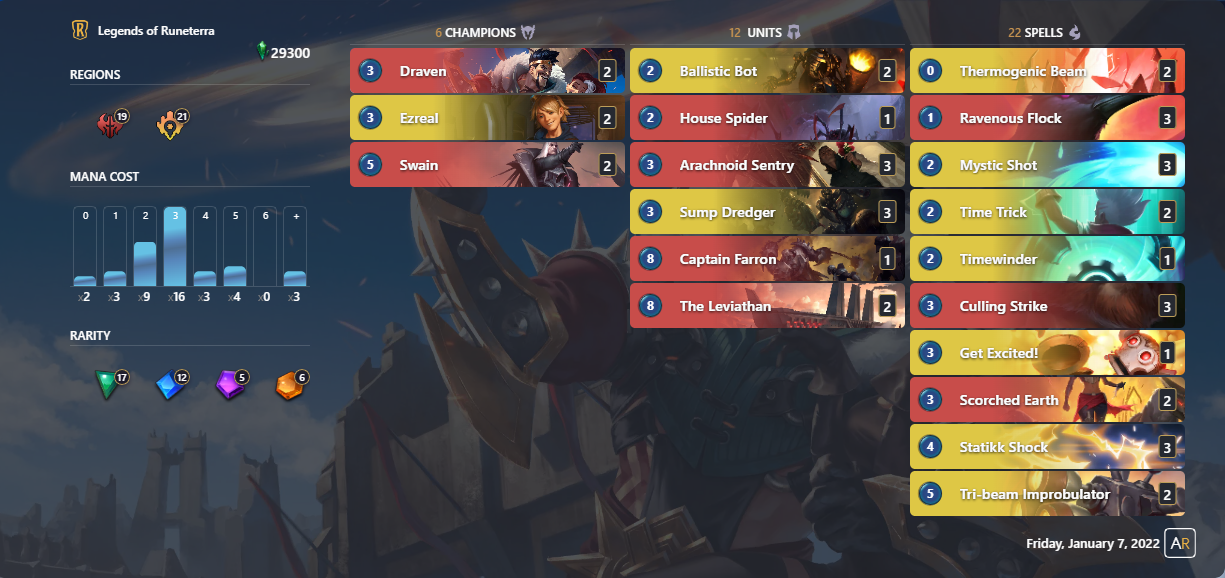 Legends of Runeterra
29300
REGIONS
19 21
MANA COST
0 1 2 3 4 5 6 +
x2 x3 x9 x16 x3 x4 x0 x3
RARITY
17 12 5 6
6 CHAMPIONS
3 Draven 2
3 Ezreal 2
5 Swain 2
12 UNITS
2 Ballistic Bot 2
2 House Spider 1
3 Arachnoid Sentry 3
3 Sump Dredger 3
8 Captain Farron 1
8 The Leviathan 2
22 SPELLS
0 Thermogenic Beam 2
1 Ravenous Flock 3
2 Mystic Shot 3
2 Time Trick 2
2 Timewinder 1
3 Culling Strike 3
3 Get Excited! 1
3 Scorched Earth 2
4 Statikk Shock 3
5 Tri-beam Improbulator 2
Friday, January 7, 2022 AR